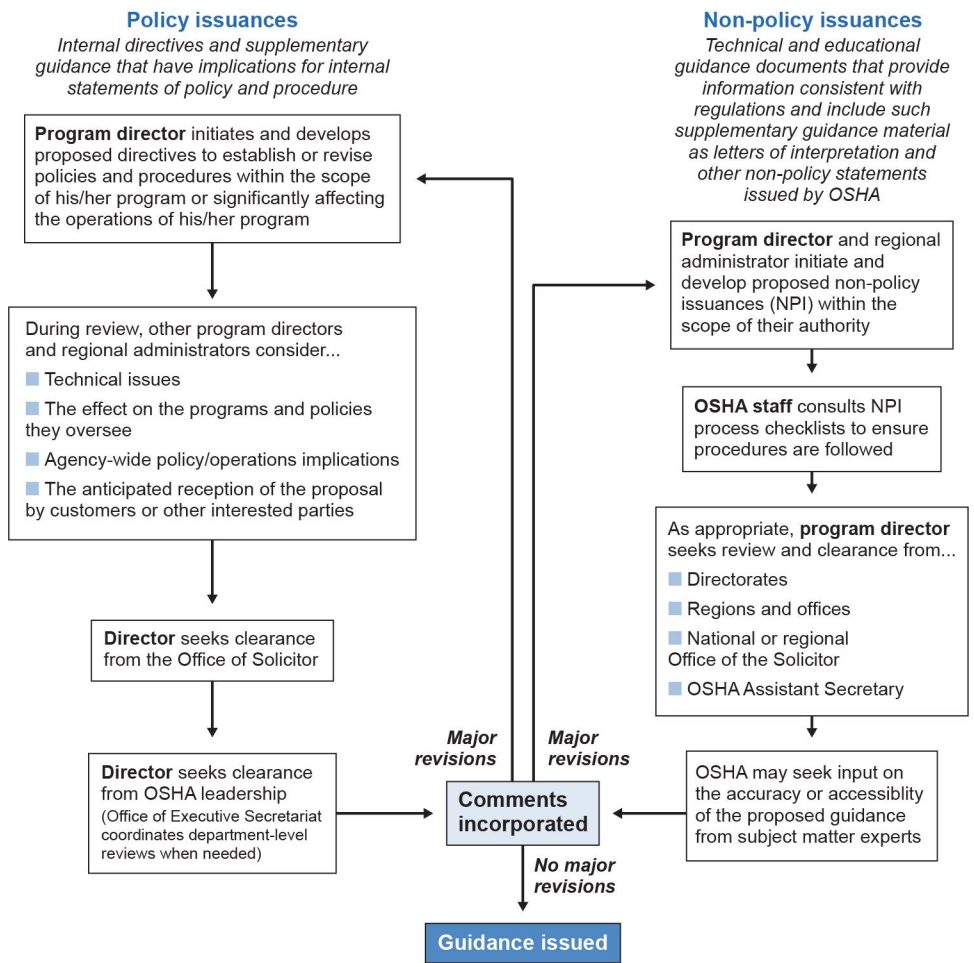 Policy issuances
Internal directives and supplementary
guidance that have implications for internal
statements of policy and procedure
Program director initiates and develops
proposed directives to establish or revise
policies and procedures within the scope
of his/her program or significantly affecting
the operations of his/her program
During review, other program directors
and regional administrators consider...
Technical issues
The effect on the programs and policies
they oversee
Agency-wide policy/operations implications
The anticipated reception of the proposal
by customers or other interested parties
Director seeks clearance
from the Office of Solicitor
Director seeks clearance
from OSHA leadership
(Office of Executive Secretariat
coordinates department-level
reviews when needed)
Non-policy issuances
Technical and educational
guidance documents that provide
information consistent with
regulations and include such
supplementary guidance material
as letters of interpretation and
other non-policy statements
issued by OSHA
Program director and regional
administrator initiate and
develop proposed non-policy
issuances (NPI) within the
scope of their authority
OSHA staff consults NPI
process checklists to ensure
procedures are followed
As appropriate, program director
seeks review and clearance from...
Directorates
Regions and offices
National or regional
Office of the Solicitor
OSHA Assistant Secretary
OSHA may seek input on
the accuracy or accessiblity
of the proposed guidance
from subject matter experts
Major
revisions
Major
revisions
Comments
incorporated
No major
revisions
Guidance issued